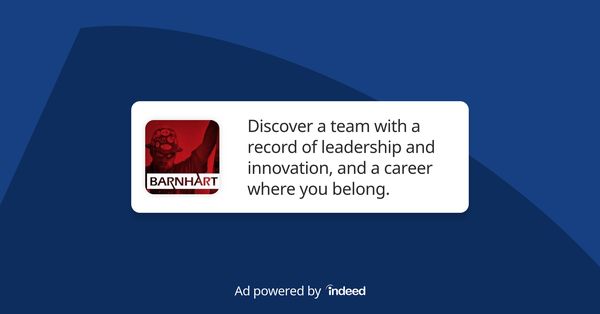 Discover a team with a
record of leadership and
innovation, and a career
where you belong.
BARNHART
Ad powered by indeed